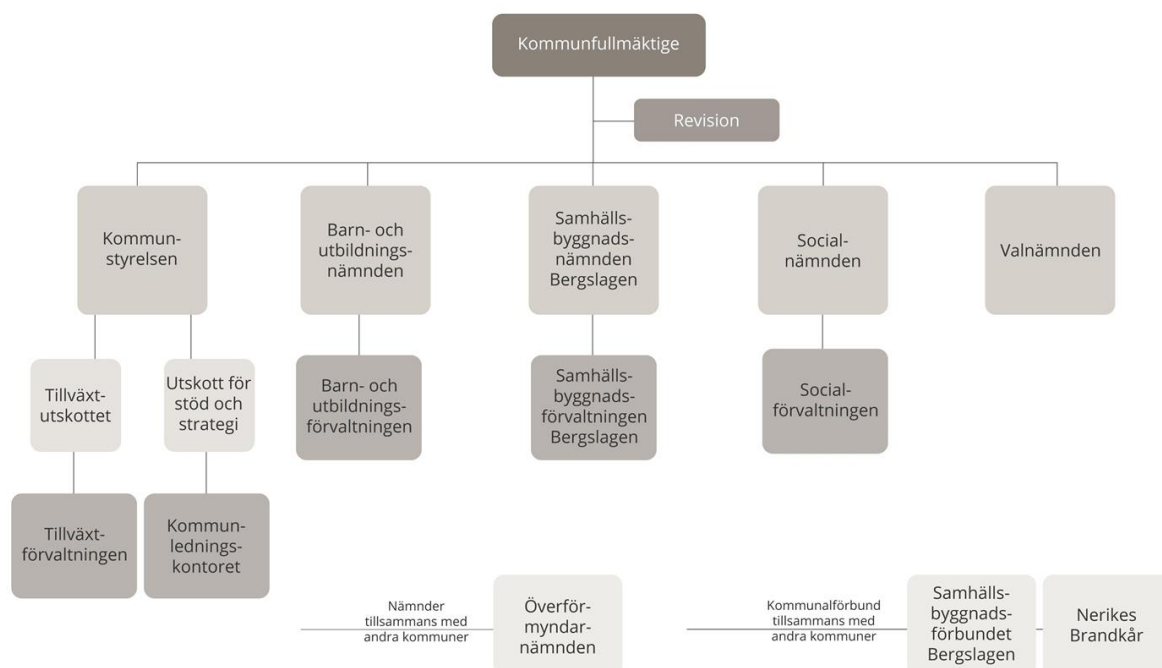 Kommunfullmäktige
Revision
Kommun-
styrelsen
Barn- och
utbildnings-
nämnden
Samhälls-
byggnads-
nämnden
Bergslagen
Social-
nämnden
Valnämnden
Tillväxt-
utskottet
Utskott för
stöd och
strategi
Barn- och
utbildnings-
förvaltningen
Samhälls-
byggnads-
förvaltningen
Bergslagen
Social-
förvaltningen
Tillväxt-
förvaltningen
Kommun-
lednings-
kontoret
Nämnder
tillsammans med
andra kommuner
Överför-
myndar-
nämnden
Kommunalförbund
tillsammans med
andra kommuner
Samhälls-
byggnads-
förbundet
Bergslagen
Nerikes
Brandkår